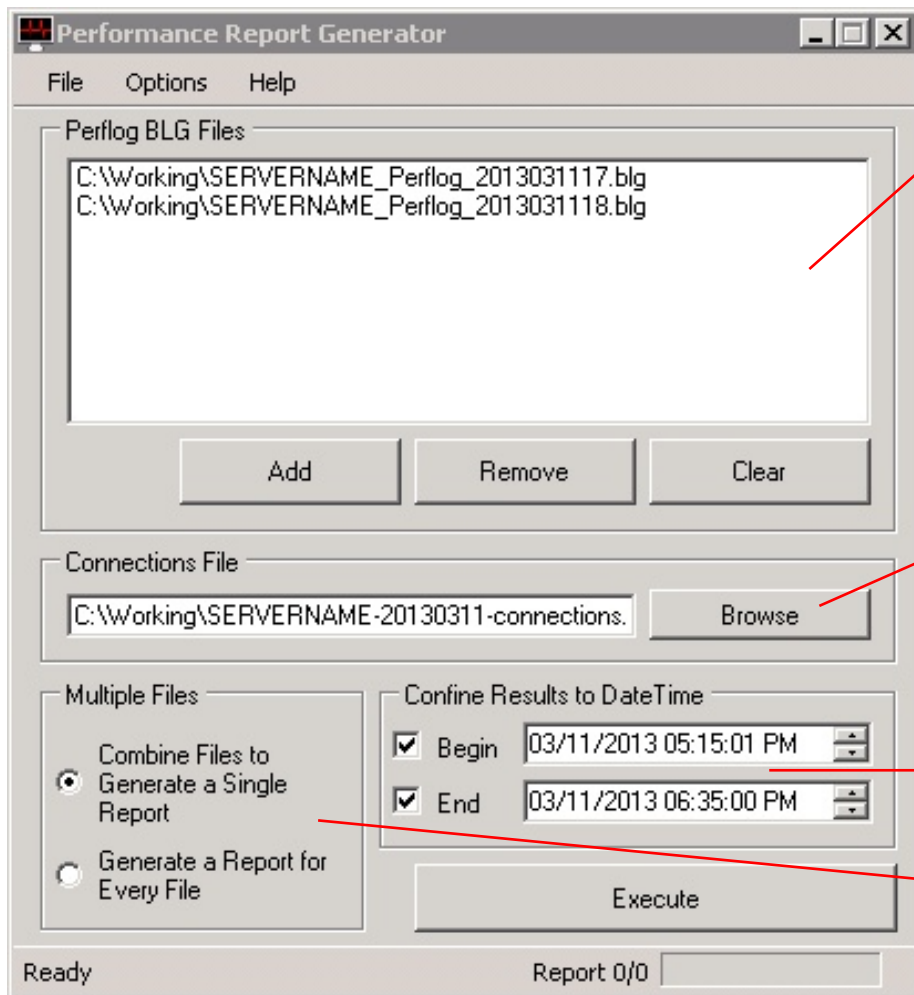 Performance Report Generator
File Options Help
Perflog BLG Files
C:\Working\SERVERNAME_Perflog_2013031117.blg
C:\Working\SERVERNAME_Perflog_2013031118.blg
Add Remove Clear
Connections File
C:\Working\SERVERNAME-20130311-connections.
Browse
Multiple Files
Combine Files to
Generate a Single
Report
Generate a Report for
Every File
Confine Results to DateTime
Begin 03/11/2013 05:15:01 PM
End 03/11/2013 06:35:00 PM
Execute
Ready
Report 0/0